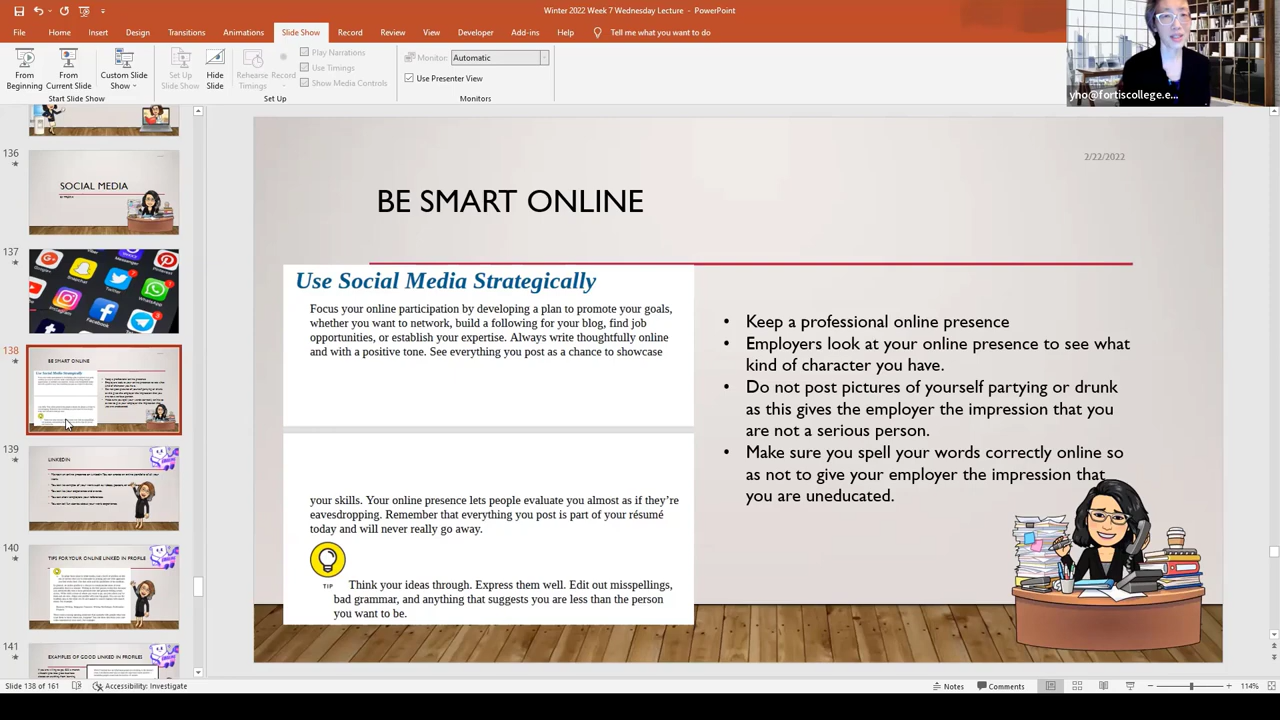 Winter 2022 Week 7 Wednesday Lecture - PowerPoint
File Home Insert Design Transitions Animations Slide Show Record Review View Developer Add-ins Help Tell me what you want to do
From Beginning
From Current Slide
Custom Slide Show
Set Up Slide Show
Hide Slide
Rehearse Timings
Record
Play Narrations
Use Timings
Show Media Controls
Monitor: Automatic
Use Presenter View
Start Slide Show
Set Up
Monitors
yho@fortiscollege.e...
136
SOCIAL MEDIA
137
138
BE SMART ONLINE
Use Social Media Strategically
139
LINKEDIN
140
TIPS FOR YOUR ONLINE LINKED IN PROFILE
141
EXAMPLES OF GOOD LINKED IN PROFILES
2/22/2022
BE SMART ONLINE
Use Social Media Strategically
Focus your online participation by developing a plan to promote your goals,
whether you want to network, build a following for your blog, find job
opportunities, or establish your expertise. Always write thoughtfully online
and with a positive tone. See everything you post as a chance to showcase
your skills. Your online presence lets people evaluate you almost as if they’re
eavesdropping. Remember that everything you post is part of your résumé
today and will never really go away.
TIP
Think your ideas through. Express them well. Edit out misspellings,
bad grammar, and anything that suggests you are less than the person
you want to be.
• Keep a professional online presence
• Employers look at your online presence to see what
kind of character you have.
• Do not post pictures of yourself partying or drunk
as this gives the employer the impression that you
are not a serious person.
• Make sure you spell your words correctly online so
as not to give your employer the impression that
you are uneducated.
Slide 138 of 161
Accessibility: Investigate
Notes
Comments
114%